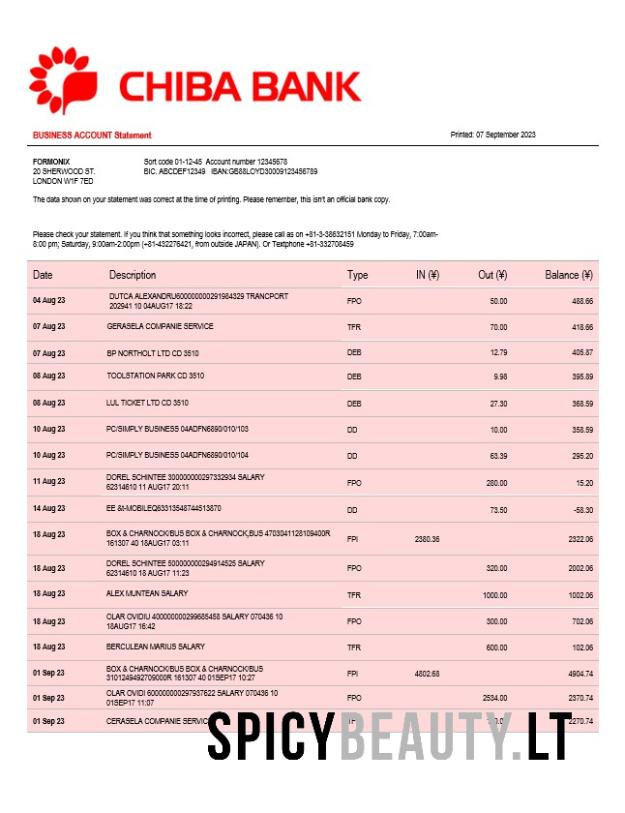 CHIBA BANK
BUSINESS ACCOUNT Statement Printed: 07 September 2023
FORMONIX Sort code 01-12-45 Account number 12345678
20 SHERWOOD ST. BIC. ABCDEF12349 IBAN:GB88LOYD30009123456789
LONDON W1F 7ED
The data shown on your statement was correct at the time of printing. Please remember, this isn't an official bank copy.
Please check your statement. If you think that something looks incorrect, please call as on +81-3-38632151 Monday to Friday, 7:00am-
8:00 pm; Saturday, 9:00am-2:00pm (+81-432276421, from outside JAPAN). Or Textphone +81-332708459
Date Description Type IN (¥) Out (¥) Balance (¥)
04 Aug 23 DUTCA ALEXANDRU600000000291984329 TRANCPORT FPO 50.00 488.66
202941 10 04AUG17 18:22
07 Aug 23 GERASELA COMPANIE SERVICE TFR 70.00 418.66
07 Aug 23 BP NORTHOLT LTD CD 3510 DEB 12.79 405.87
08 Aug 23 TOOLSTATION PARK CD 3510 DEB 9.98 395.89
08 Aug 23 LUL TICKET LTD CD 3510 DEB 27.30 368.59
10 Aug 23 PC/SIMPLY BUSINESS 04ADFN6890/010/103 DD 10.00 358.59
10 Aug 23 PC/SIMPLY BUSINESS 04ADFN6890/010/104 DD 63.39 295.20
11 Aug 23 DOREL SCHINTEE 300000000297332934 SALARY FPO 280.00 15.20
62314610 11 AUG17 20:11
14 Aug 23 EE &t-MOBILEQ63313548744513870 DD 73.50 -58.30
18 Aug 23 BOX & CHARNOCK/BUS BOX & CHARNOCK,BUS 4703041128109400R FPI 2380.36 2322.06
161307 40 18AUG17 03:11
18 Aug 23 DOREL SCHINTEE 500000000294914525 SALARY FPO 320.00 2002.06
62314610 18 AUG17 11:23
18 Aug 23 ALEX MUNTEAN SALARY TFR 1000.00 1002.06
18 Aug 23 OLAR OVIDIU 400000000299685458 SALARY 070436 10 FPO 300.00 702.06
18AUG17 16:42
18 Aug 23 BERCULEAN MARIUS SALARY TFR 600.00 102.06
01 Sep 23 BOX & CHARNOCK/BUS BOX & CHARNOCK/BUS FPI 4802.68 4904.74
3101249492709000R 161307 40 01SEP17 10:27
01 Sep 23 OLAR OVIDI 600000000297937622 SALARY 070436 10 FPO 2534.00 2370.74
01SEP17 11:07
01 Sep 23 CERASELA COMPANIE 2270.74
SPICYBEAUTY.LT